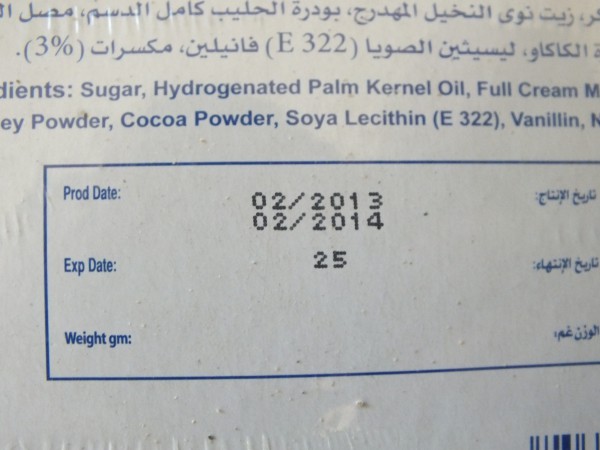 كر، زيت نوى النخيل المهدرج، بودرة الحليب كامل الدسم، مصل
ة الكاكاو، ليسيثين الصويا (E 322) فانيلين، مكسرات (3%).
dients: Sugar, Hydrogenated Palm Kernel Oil, Full Cream M
ey Powder, Cocoa Powder, Soya Lecithin (E 322), Vanillin, N
Prod Date: 02/2013 تاريخ الإنتاج:
02/2014
Exp Date: 25 تاريخ الإنتهاء:
Weight gm: الوزن غم: